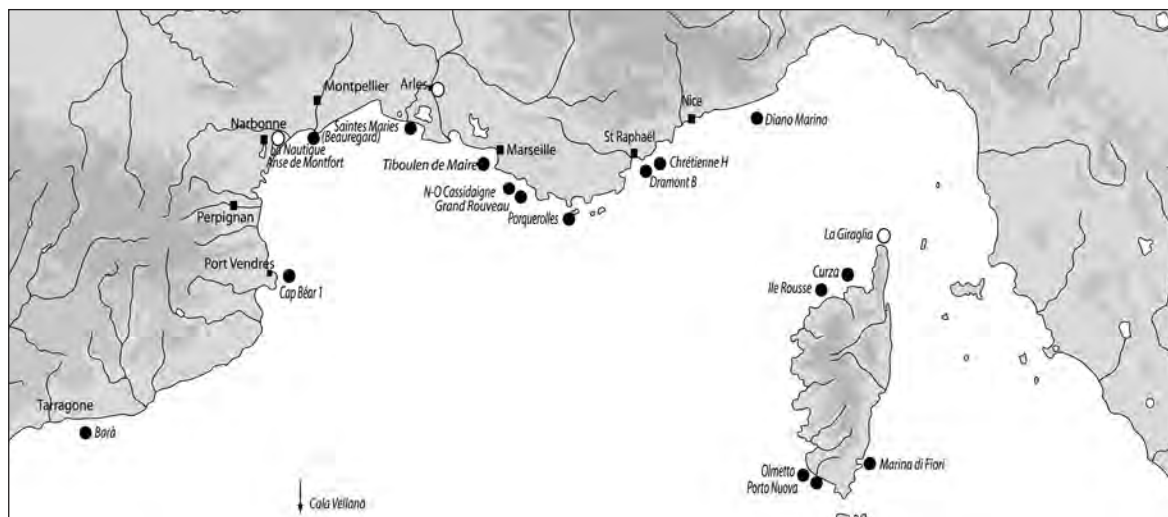 Montpellier
Arles
Narbonne
La Nautique
Anse de Montfort
Saintes Maries
(Beauregard)
Marseille
Tiboulen de Maire
N-O Cassidaigne
Grand Rouveau
Porquerolles
St Raphaël
Nice
Diano Marino
Chrétienne H
Dramont B
Perpignan
Port Vendres
Cap Béar 1
La Giraglia
Curza
Ile Rousse
Tarragone
Barà
Cala Vellana
Olmetto
Porto Nuova
Marina di Fiori